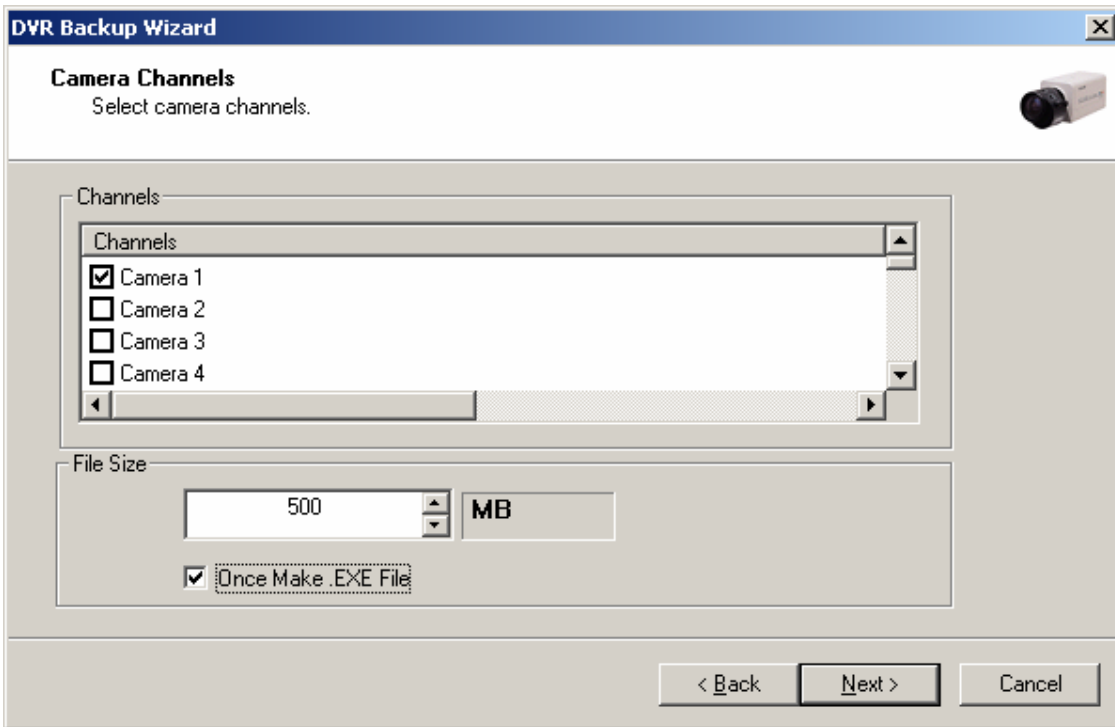 DVR Backup Wizard
Camera Channels
Select camera channels.
Channels
Channels
Camera 1
Camera 2
Camera 3
Camera 4
File Size
500
MB
Once Make .EXE File
< Back
Next >
Cancel